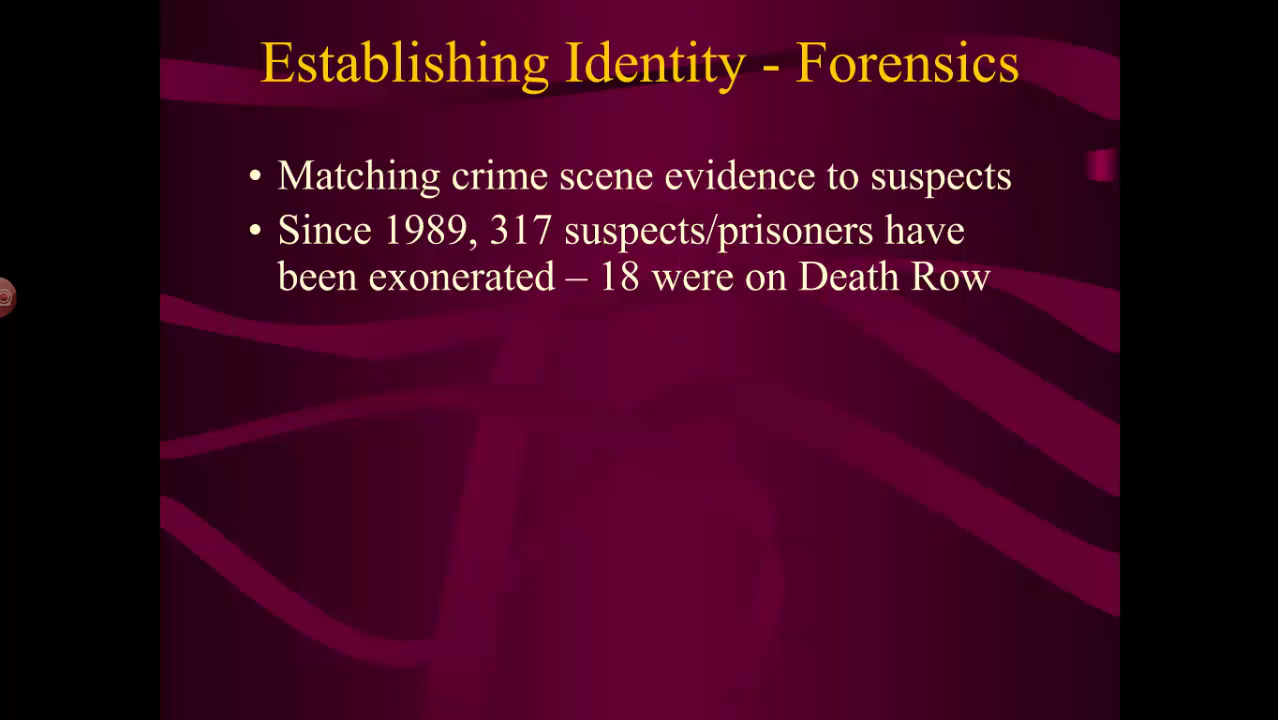 Establishing Identity - Forensics
• Matching crime scene evidence to suspects
• Since 1989, 317 suspects/prisoners have
been exonerated – 18 were on Death Row